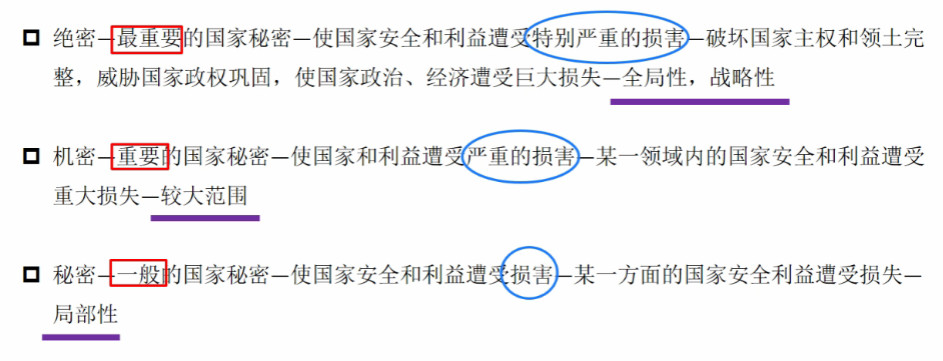 绝密—最重要的国家秘密—使国家安全和利益遭受特别严重的损害—破坏国家主权和领土完
整，威胁国家政权巩固，使国家政治、经济遭受巨大损失—全局性，战略性
机密—重要的国家秘密—使国家和利益遭受严重的损害—某一领域内的国家安全和利益遭受
重大损失—较大范围
秘密—一般的国家秘密—使国家安全和利益遭受损害—某一方面的国家安全利益遭受损失—
局部性